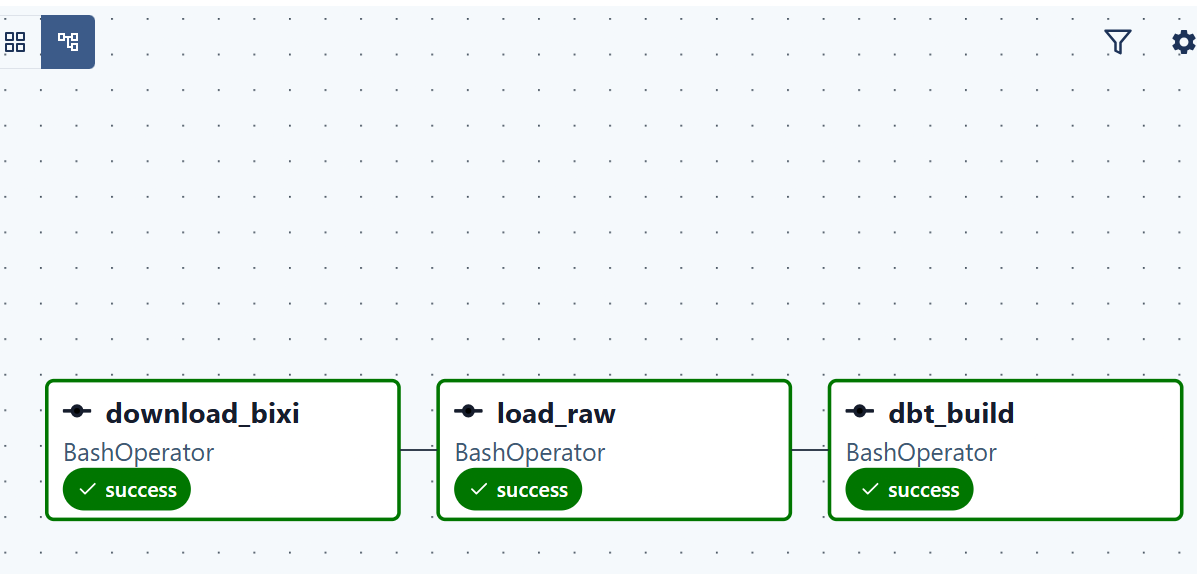 download_bixi
BashOperator
success
load_raw
BashOperator
success
dbt_build
BashOperator
success